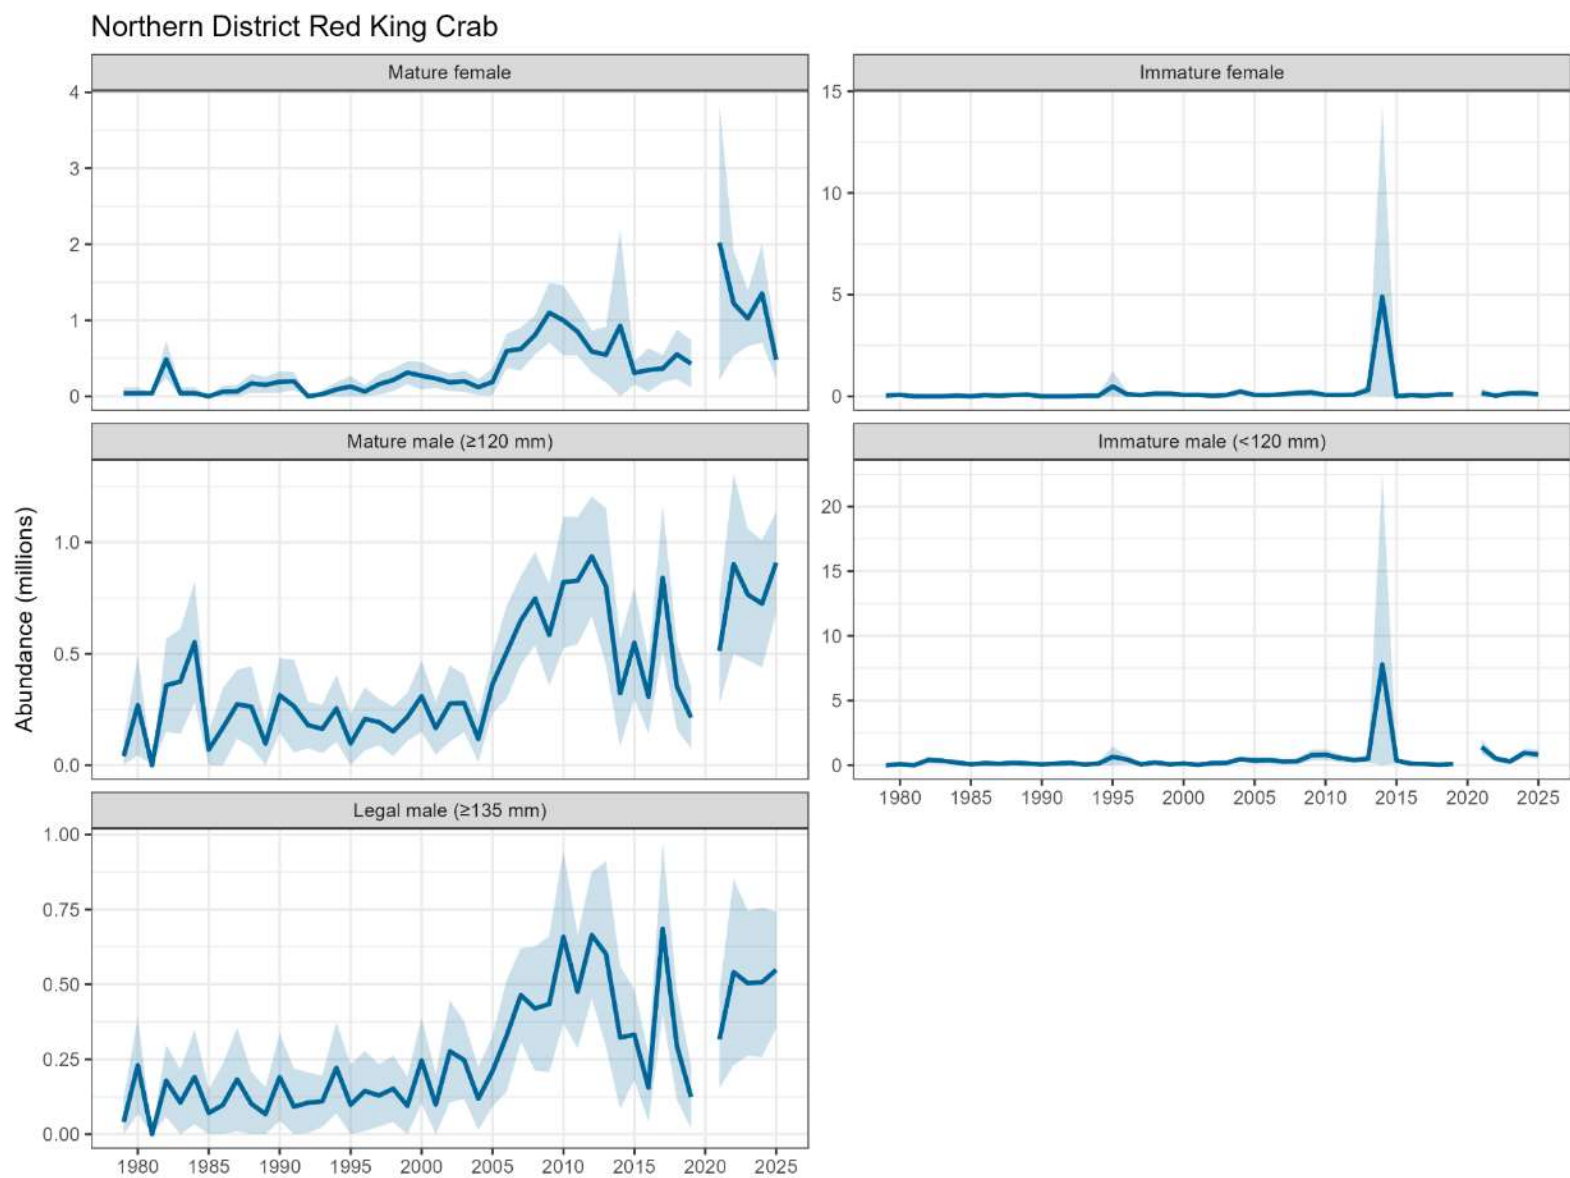 Northern District Red King Crab
Mature female
Immature female
4
3
2
1
0
15
10
5
0
Mature male (≥120 mm)
Immature male (<120 mm)
Abundance (millions)
1.0
0.5
0.0
20
15
10
5
0
1980 1985 1990 1995 2000 2005 2010 2015 2020 2025
Legal male (≥135 mm)
1.00
0.75
0.50
0.25
0.00
1980 1985 1990 1995 2000 2005 2010 2015 2020 2025